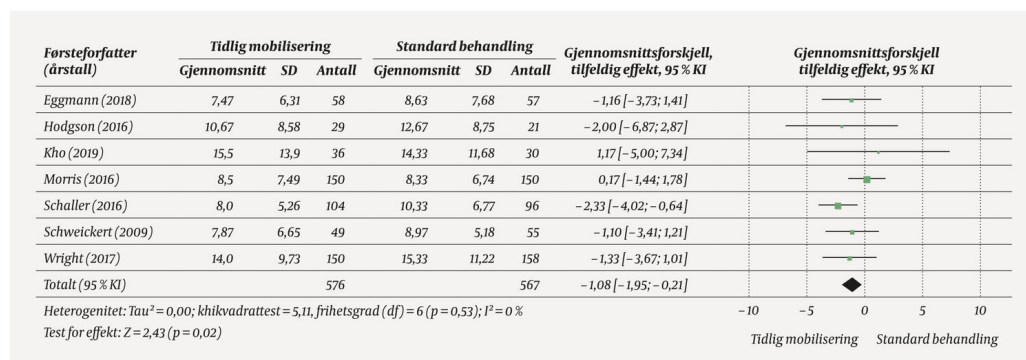 Førsteforfatter (årstall) Tidlig mobilisering Standard behandling Gjennomsnittsforskjell, tilfeldig effekt, 95 % KI Gjennomsnittsforskjell tilfeldig effekt, 95 % KI
Gjennomsnitt SD Antall Gjennomsnitt SD Antall
Eggmann (2018) 7,47 6,31 58 8,63 7,68 57 −1,16 [−3,73; 1,41]
Hodgson (2016) 10,67 8,58 29 12,67 8,75 21 −2,00 [−6,87; 2,87]
Kho (2019) 15,5 13,9 36 14,33 11,68 30 1,17 [−5,00; 7,34]
Morris (2016) 8,5 7,49 150 8,33 6,74 150 0,17 [−1,44; 1,78]
Schaller (2016) 8,0 5,26 104 10,33 6,77 96 −2,33 [−4,02; −0,64]
Schweickert (2009) 7,87 6,65 49 8,97 5,18 55 −1,10 [−3,41; 1,21]
Wright (2017) 14,0 9,73 150 15,33 11,22 158 −1,33 [−3,67; 1,01]
Totalt (95 % KI) 576 567 −1,08 [−1,95; −0,21]
Heterogenitet: Tau² = 0,00; khikvadrattest = 5,11, frihetsgrad (df) = 6 (p = 0,53); I² = 0 %
Test for effekt: Z = 2,43 (p = 0,02)
−10 −5 0 5 10
Tidlig mobilisering Standard behandling